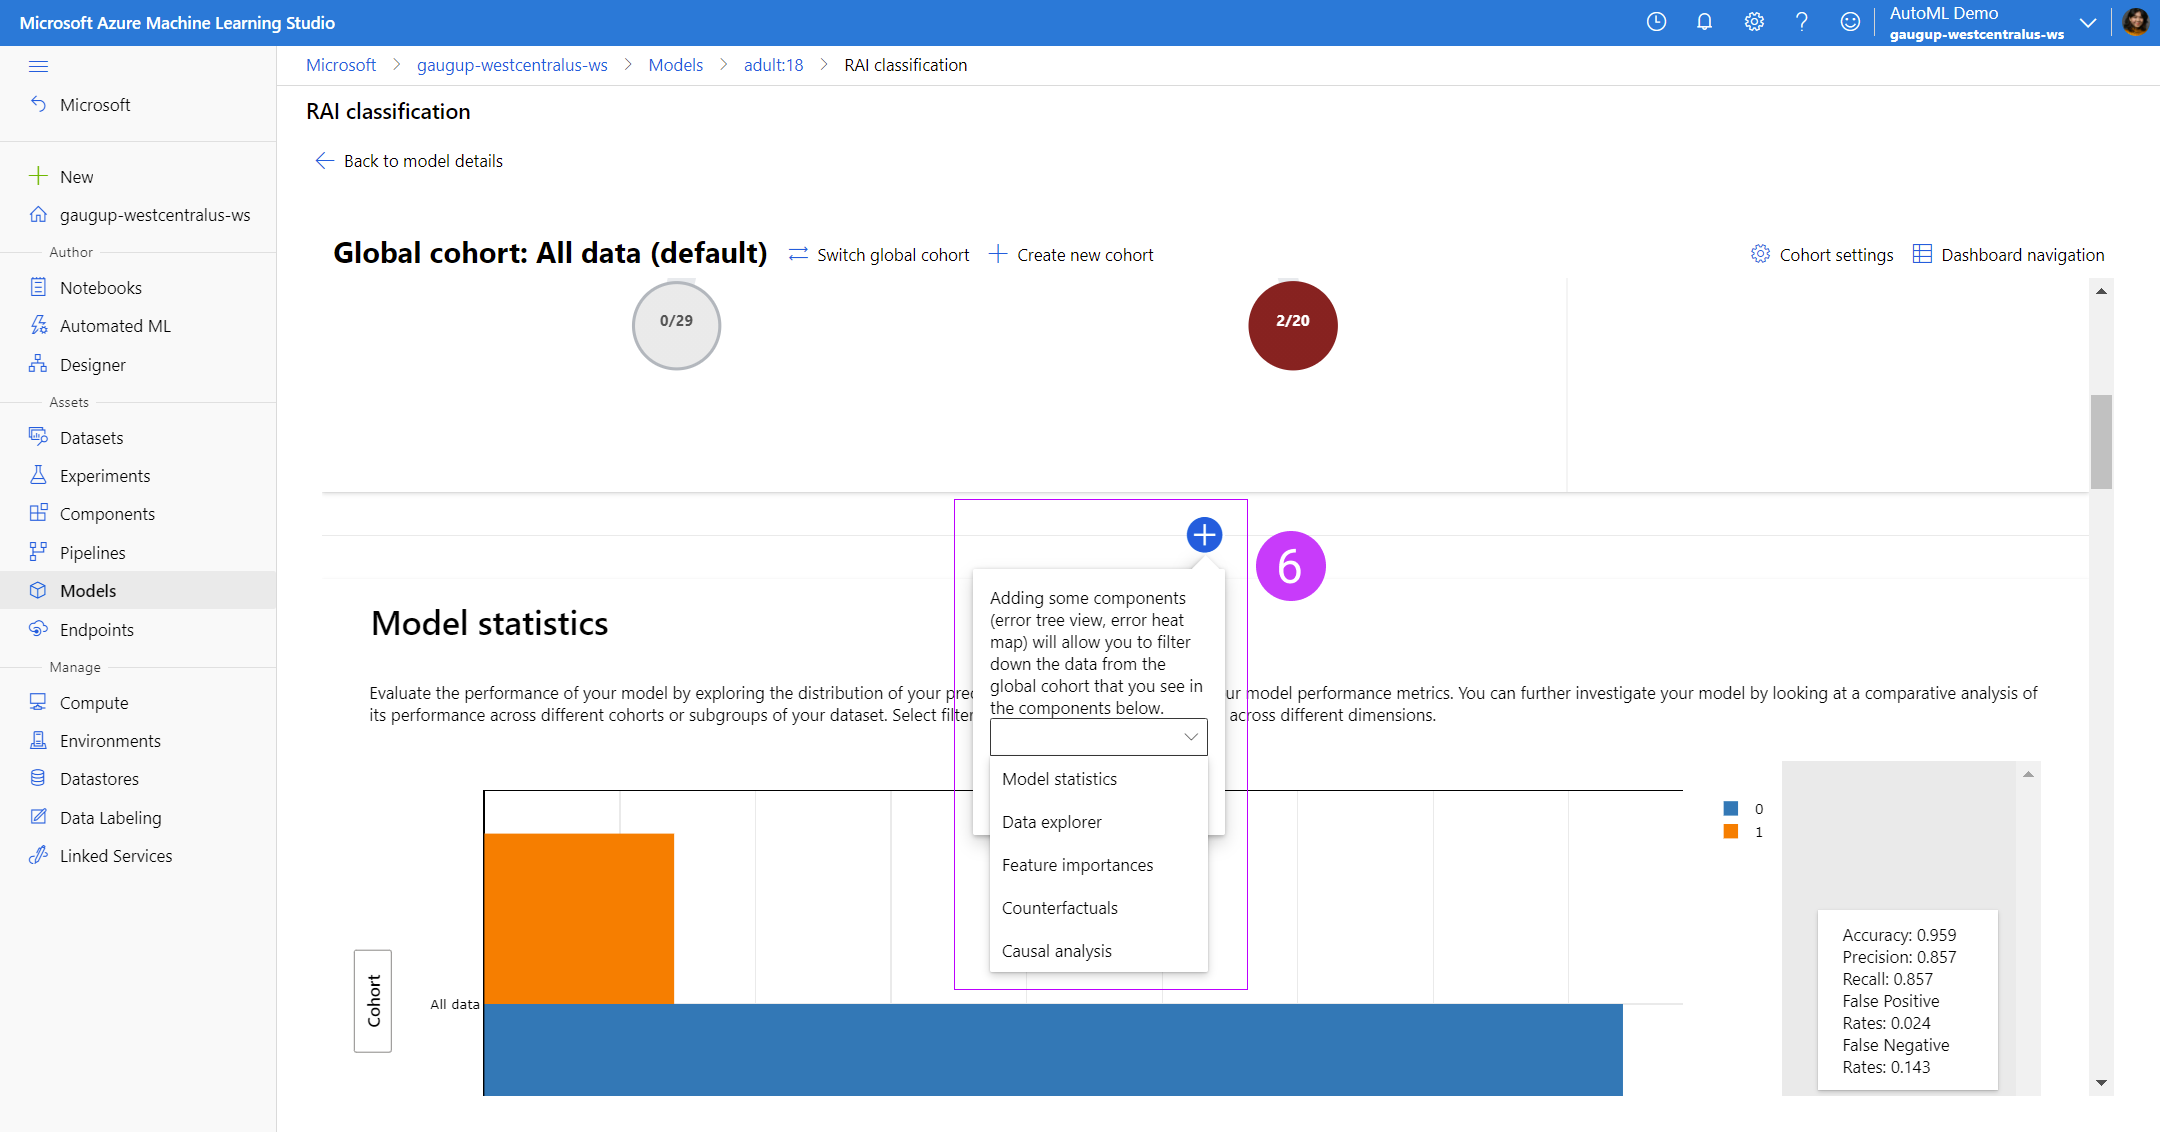 Microsoft Azure Machine Learning Studio
AutoML Demo
gaugup-westcentralus-ws
Microsoft
New
gaugup-westcentralus-ws
Author
Notebooks
Automated ML
Designer
Assets
Datasets
Experiments
Components
Pipelines
Models
Endpoints
Manage
Compute
Environments
Datastores
Data Labeling
Linked Services
Microsoft > gaugup-westcentralus-ws > Models > adult:18 > RAI classification
RAI classification
Back to model details
Global cohort: All data (default) Switch global cohort Create new cohort Cohort settings Dashboard navigation
0/29 2/20
6
Adding some components
(error tree view, error heat
map) will allow you to filter
down the data from the
global cohort that you see in
the components below.
Model statistics
Data explorer
Feature importances
Counterfactuals
Causal analysis
Model statistics
Evaluate the performance of your model by exploring the distribution of your model performance metrics. You can further investigate your model by looking at a comparative analysis of
its performance across different cohorts or subgroups of your dataset. Select across different dimensions.
0
1
Cohort
All data
Accuracy: 0.959
Precision: 0.857
Recall: 0.857
False Positive
Rates: 0.024
False Negative
Rates: 0.143